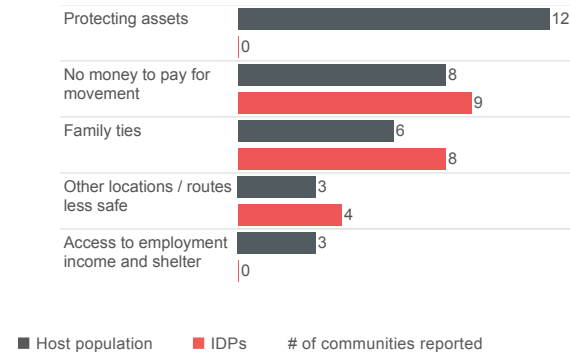 Protecting assets
12
0
No money to pay for
movement
8
9
Family ties
6
8
Other locations / routes
less safe
3
4
Access to employment
income and shelter
3
0
Host population IDPs # of communities reported